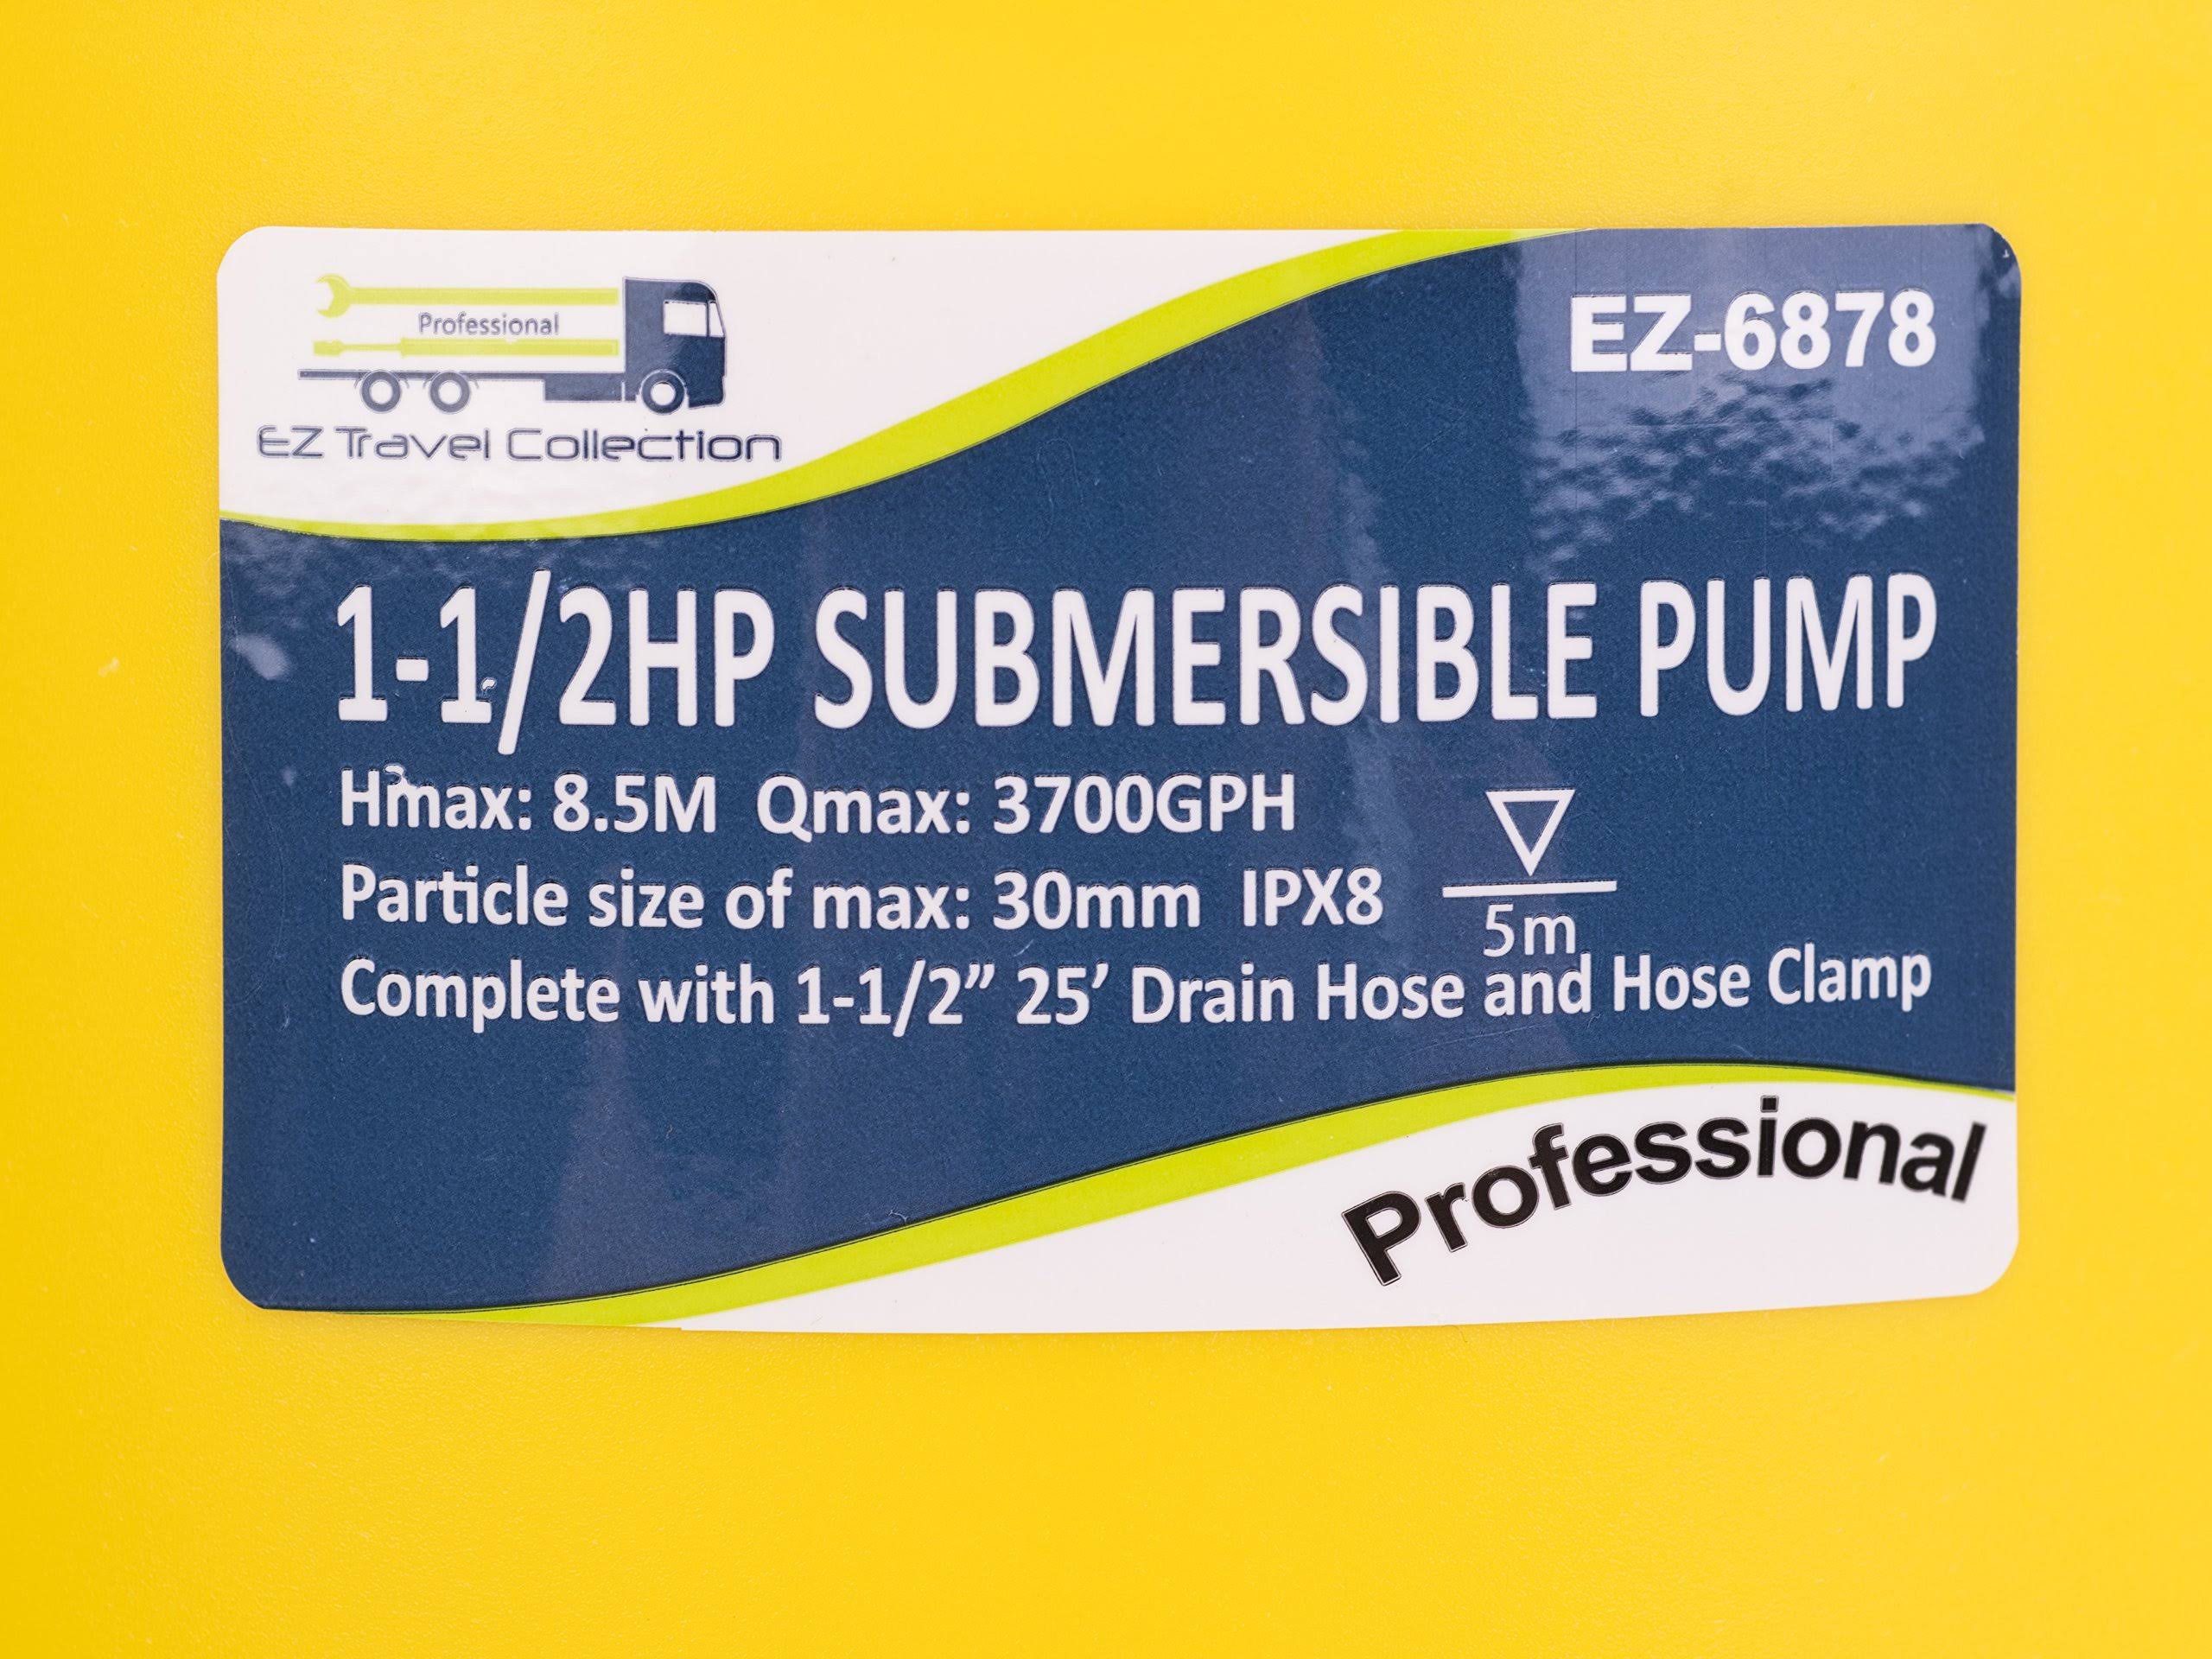 Professional
EZ Travel Collection
EZ-6878
1-1/2HP SUBMERSIBLE PUMP
Hmax: 8.5M Qmax: 3700GPH
Particle size of max: 30mm IPX8
5m
Complete with 1-1/2” 25’ Drain Hose and Hose Clamp
Professional